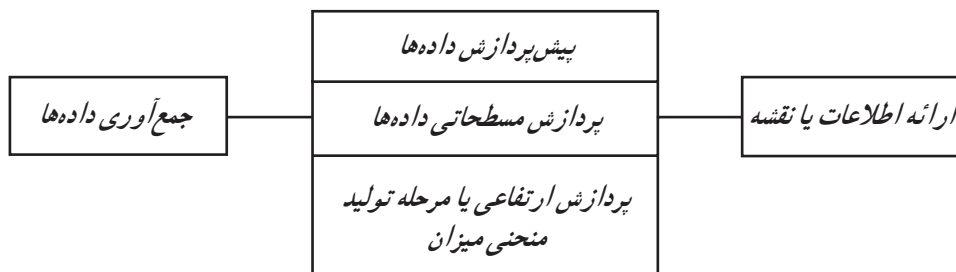 پیش‌پردازش داده‌ها
جمع‌آوری داده‌ها
پردازش مسطحاتی داده‌ها
ارائه اطلاعات یا نقشه
پردازش ارتفاعی یا مرحله تولید
منحنی میزان